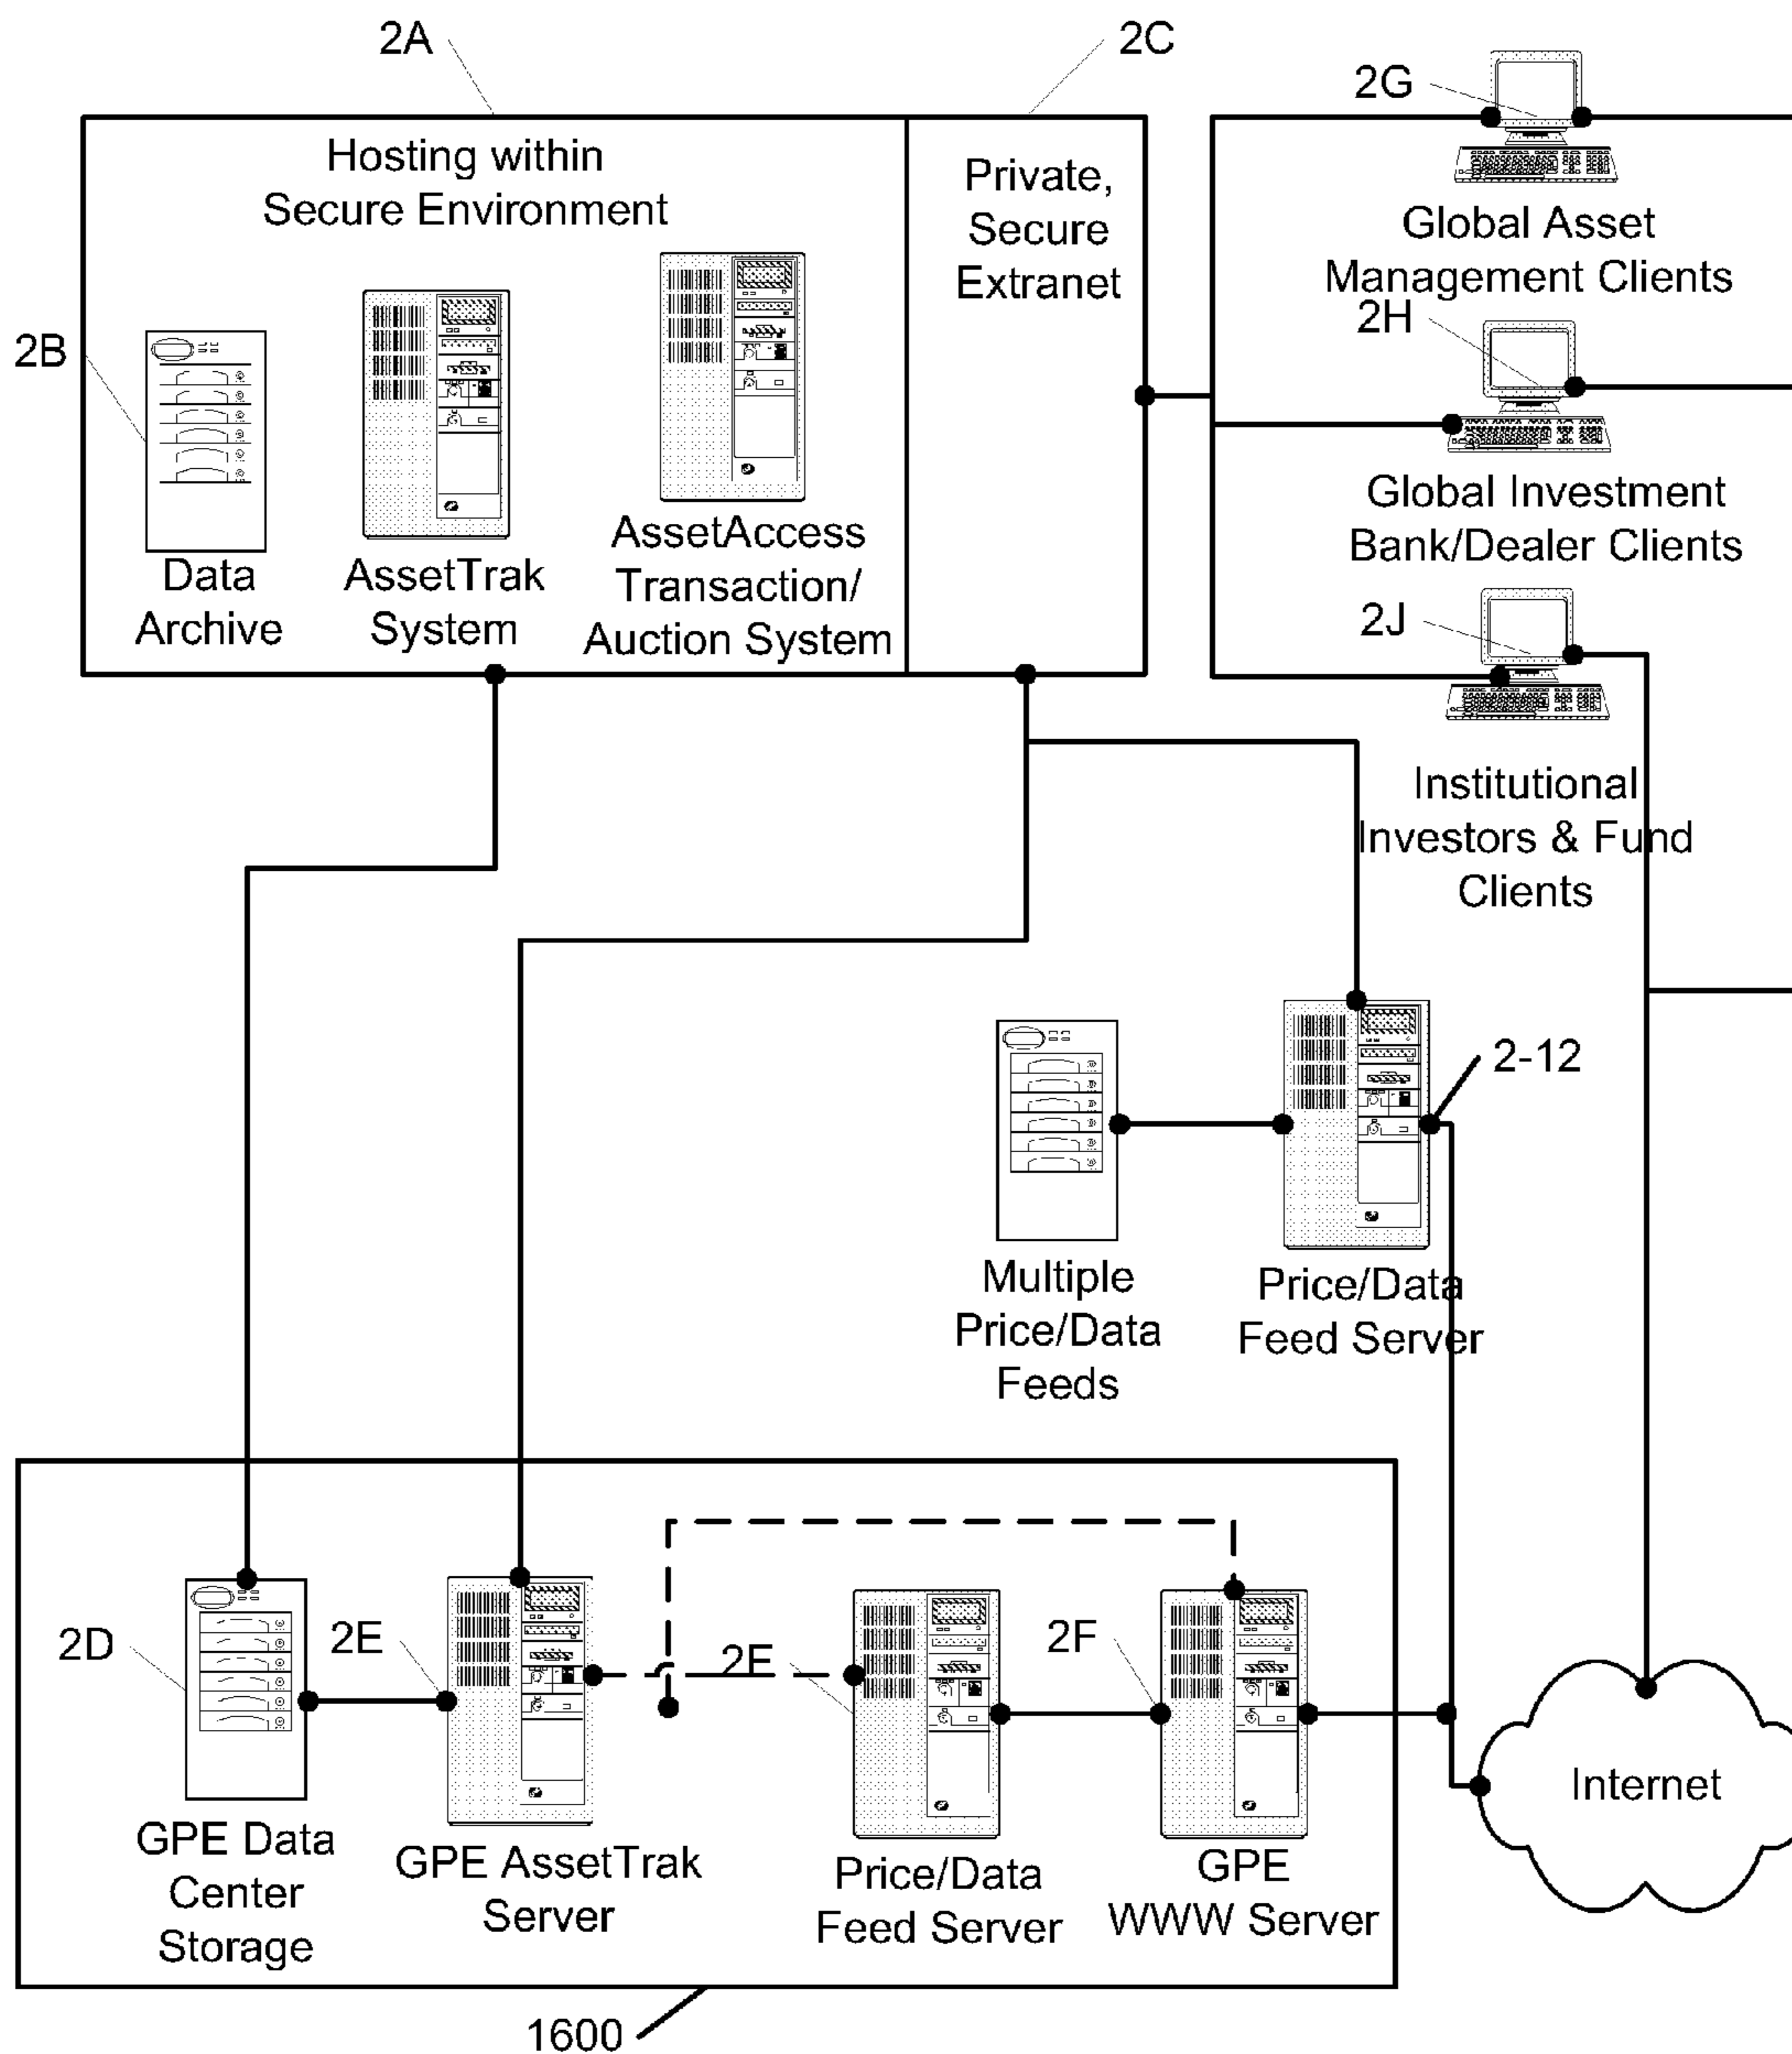 2A
2C
2G
Hosting within
Secure Environment
Private,
Secure
Extranet
Global Asset
Management Clients
2H
2B
Global Investment
Bank/Dealer Clients
Data
Archive
AssetTrak
System
AssetAccess
Transaction/
Auction System
2J
Institutional
Investors & Fund
Clients
2-12
Multiple
Price/Data
Feeds
Price/Data
Feed Server
2D
2E
2E
2F
Internet
GPE Data
Center
Storage
GPE AssetTrak
Server
Price/Data
Feed Server
GPE
WWW Server
1600